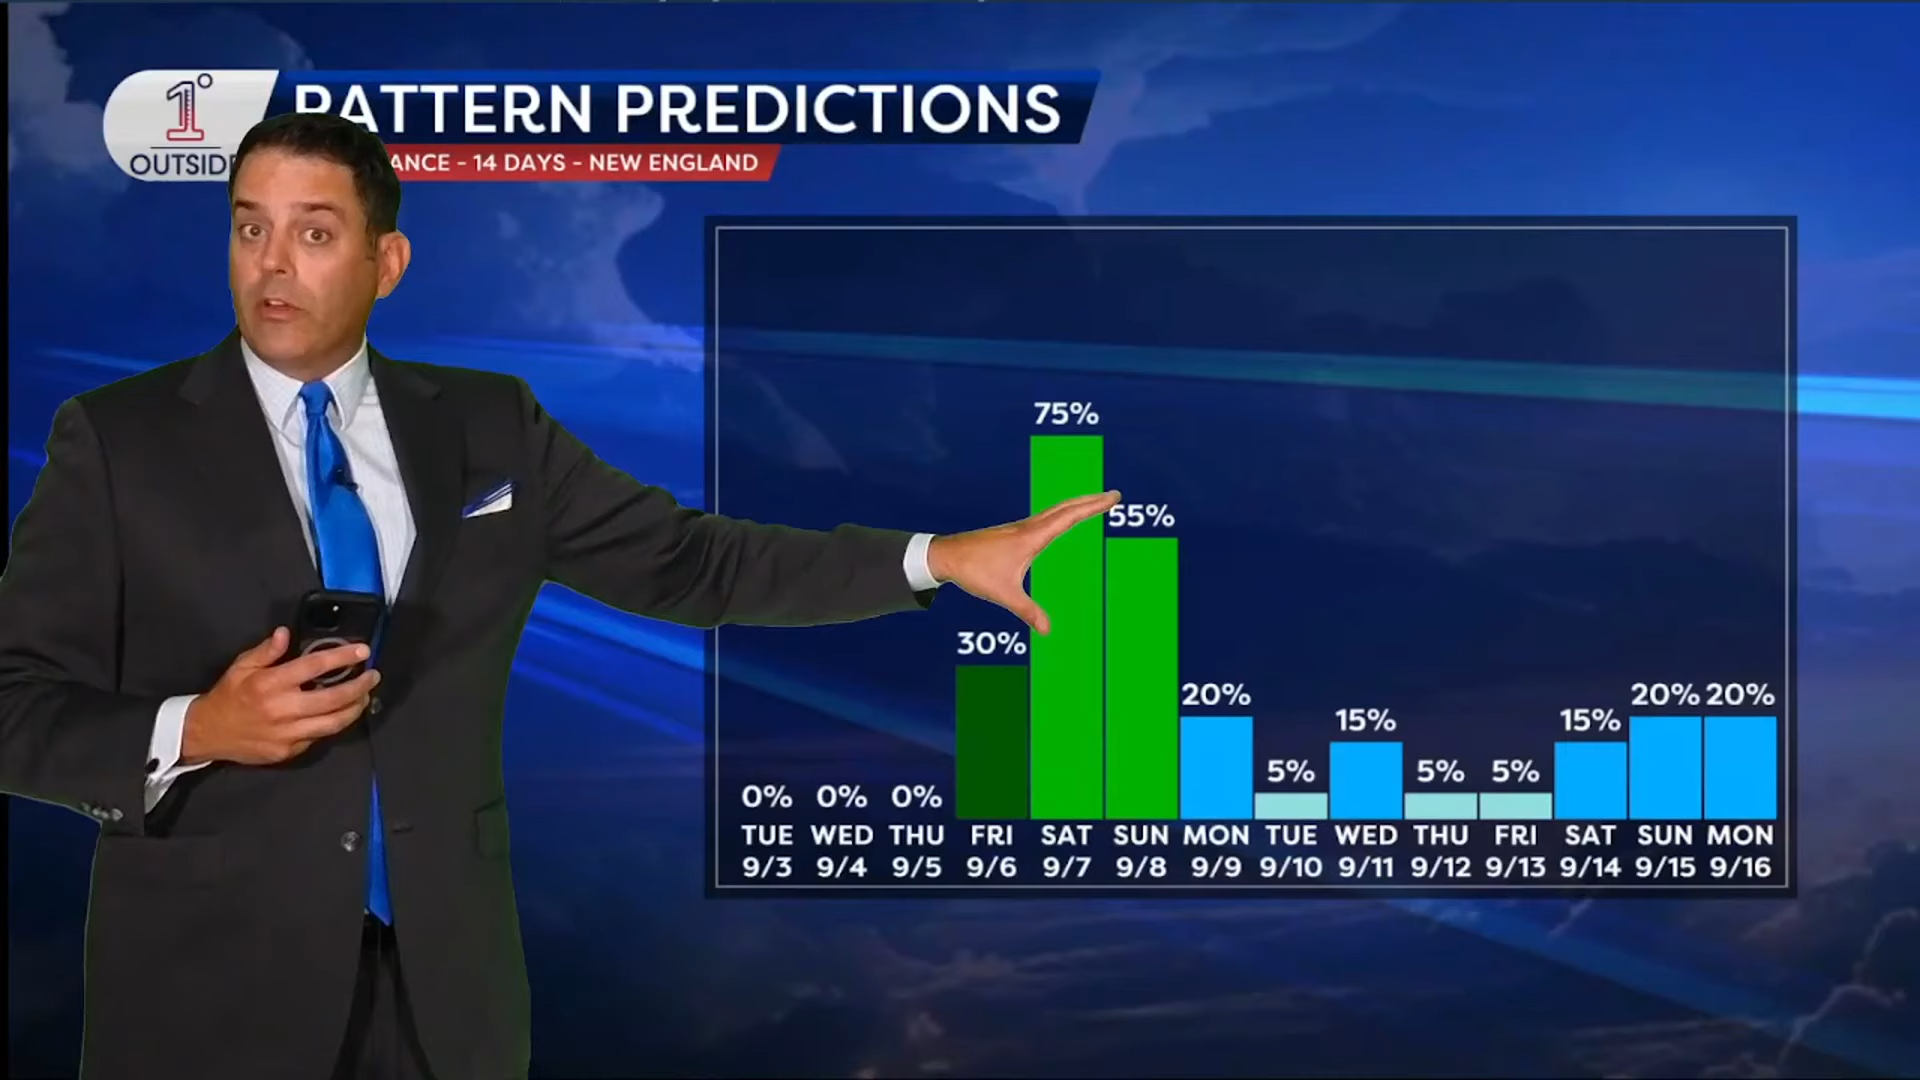 1°
OUTSIDE
PATTERN PREDICTIONS
ANCE - 14 DAYS - NEW ENGLAND
75%
55%
30%
20%
20% 20%
15%
15%
5%
5%
5%
0% 0% 0%
TUE WED THU FRI SAT SUN MON TUE WED THU FRI SAT SUN MON
9/3 9/4 9/5 9/6 9/7 9/8 9/9 9/10 9/11 9/12 9/13 9/14 9/15 9/16